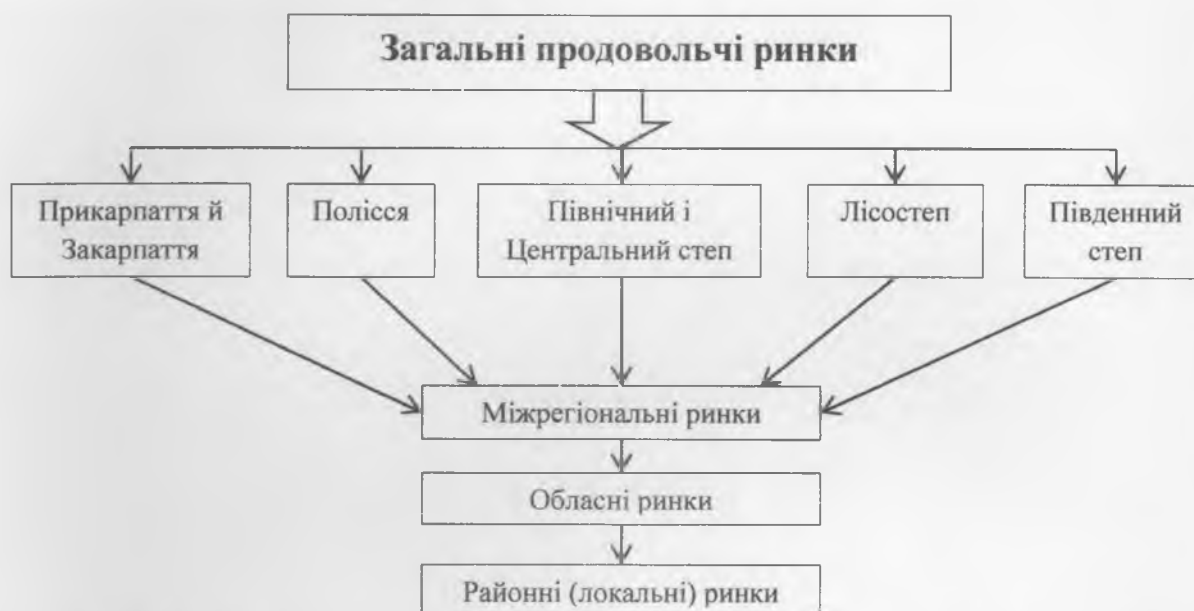 Загальні продовольчі ринки
Прикарпаття й
Закарпаття
Полісся
Північний і
Центральний степ
Лісостеп
Південний
степ
Міжрегіональні ринки
Обласні ринки
Районні (локальні) ринки